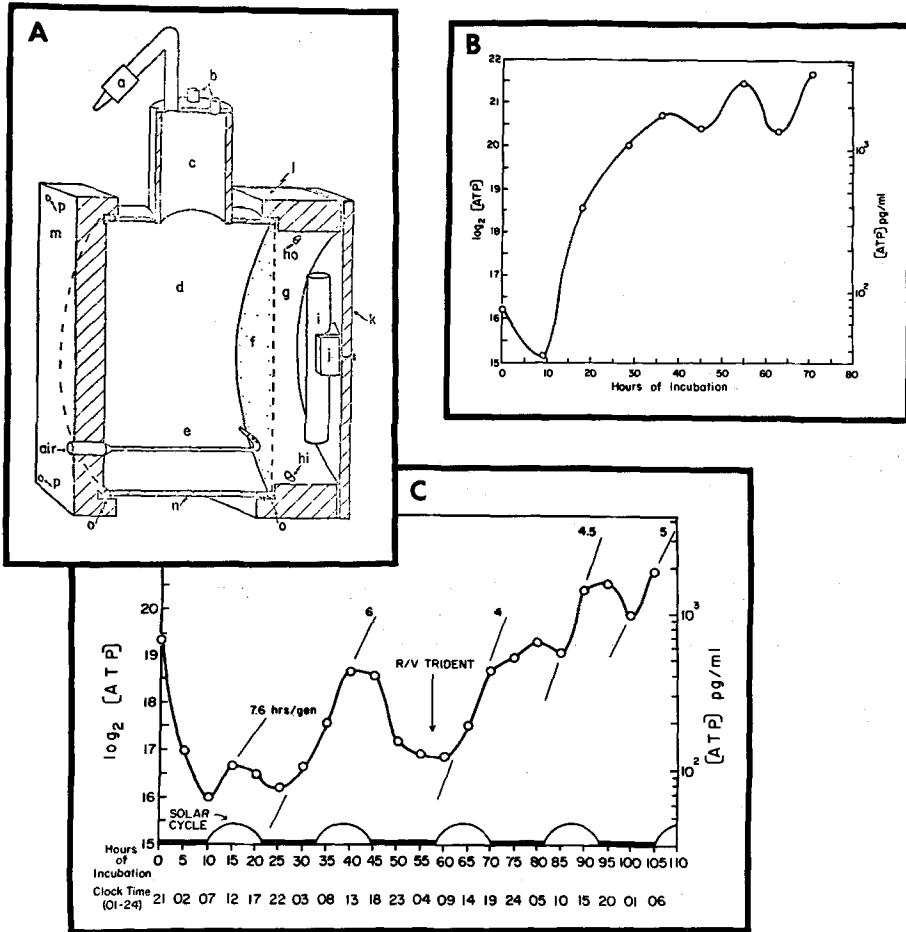 A
a
b
c
p
m
l
ho
d
g
i
k
f
j
e
air
hi
p
n
o
o
B
22
21
20
19
18
17
16
15
log2 [ATP]
10³
10²
[ATP] pg/ml
0 10 20 30 40 50 60 70 80
Hours of Incubation
C
20
19
18
17
16
15
log2 [ATP]
7.6 hrs/gen
6
R/V TRIDENT
4
4.5
5
10³
10²
[ATP] pg/ml
SOLAR
CYCLE
Hours of Incubation 0 5 10 15 20 25 30 35 40 45 50 55 60 65 70 75 80 85 90 95 100 105 110
Clock Time (01-24) 21 02 07 12 17 22 03 08 13 18 23 04 09 14 19 24 05 10 15 20 01 06